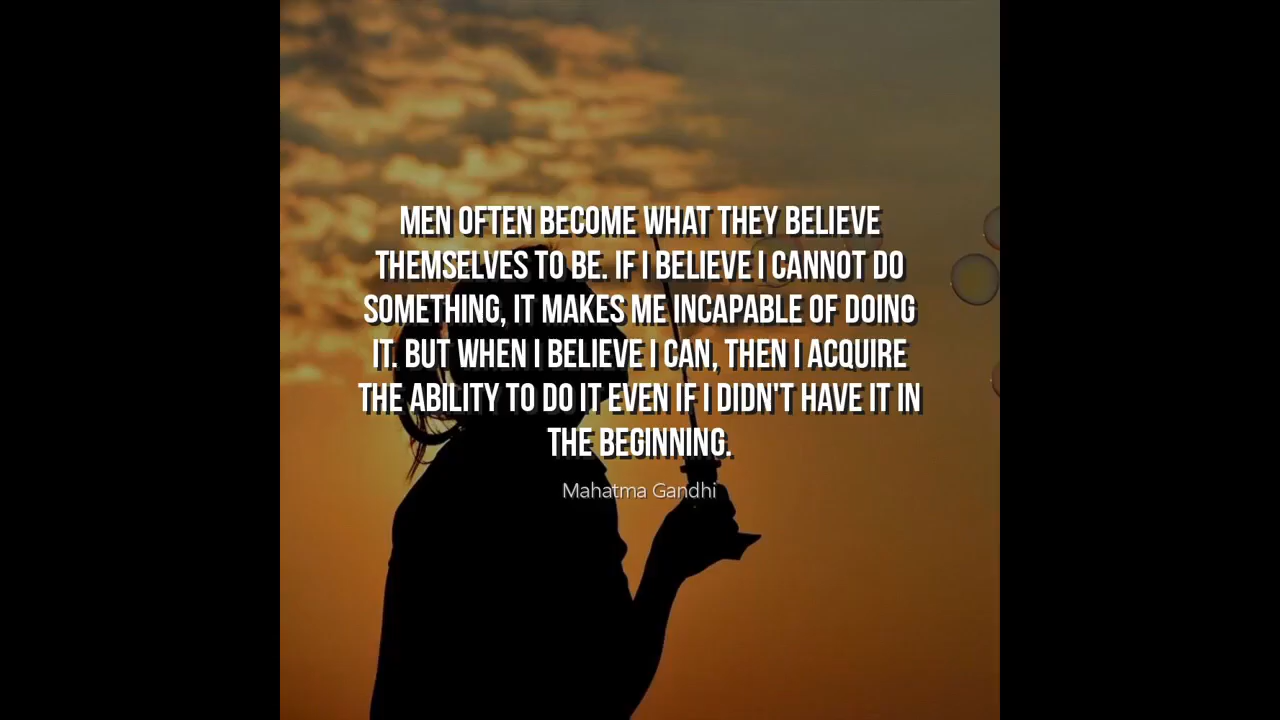 MEN OFTEN BECOME WHAT THEY BELIEVE
THEMSELVES TO BE. IF I BELIEVE I CANNOT DO
SOMETHING, IT MAKES ME INCAPABLE OF DOING
IT. BUT WHEN I BELIEVE I CAN, THEN I ACQUIRE
THE ABILITY TO DO IT EVEN IF I DIDN'T HAVE IT IN
THE BEGINNING.
Mahatma Gandhi